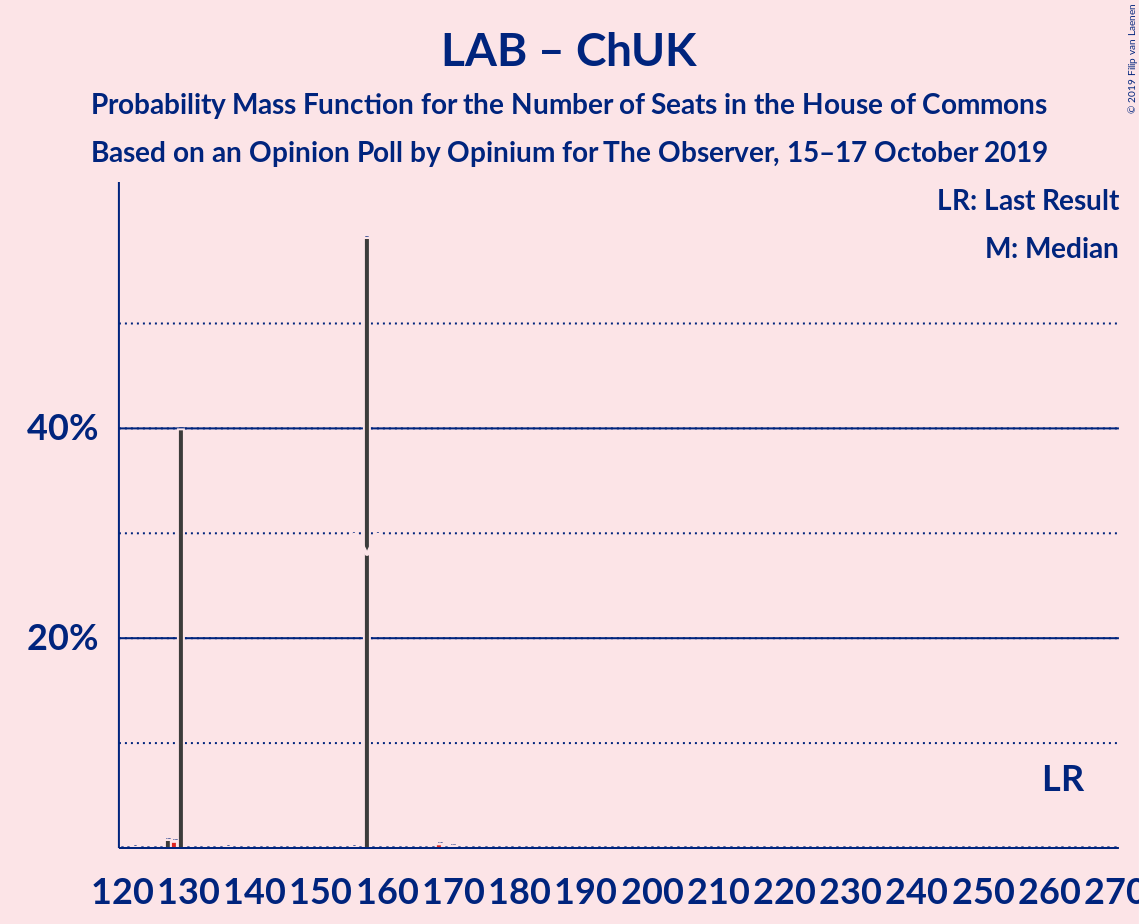 LAB – ChUK
Probability Mass Function for the Number of Seats in the House of Commons
Based on an Opinion Poll by Opinium for The Observer, 15–17 October 2019
© 2019 Filip van Laenen
LR: Last Result
M: Median
40%
20%
LR
120 130 140 150 160 170 180 190 200 210 220 230 240 250 260 270